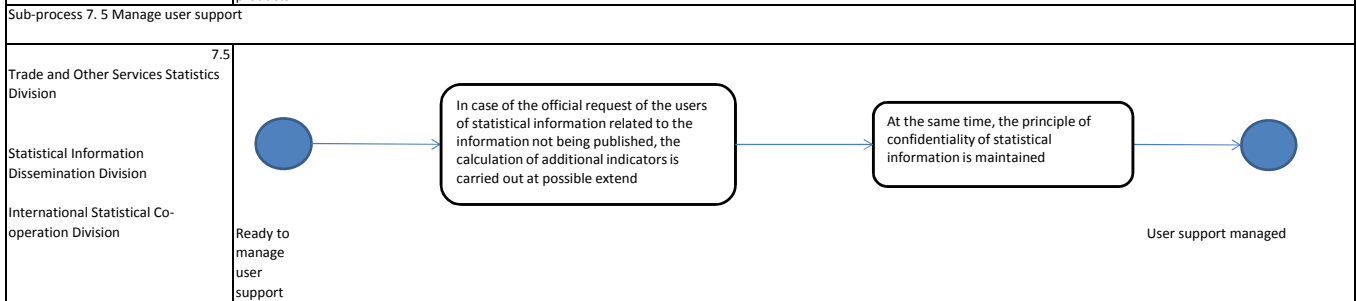 Sub-process 7. 5 Manage user support
7.5
Trade and Other Services Statistics
Division
Statistical Information
Dissemination Division
International Statistical Co-
operation Division
Ready to
manage
user
support
In case of the official request of the users
of statistical information related to the
information not being published, the
calculation of additional indicators is
carried out at possible extend
At the same time, the principle of
confidentiality of statistical
information is maintained
User support managed